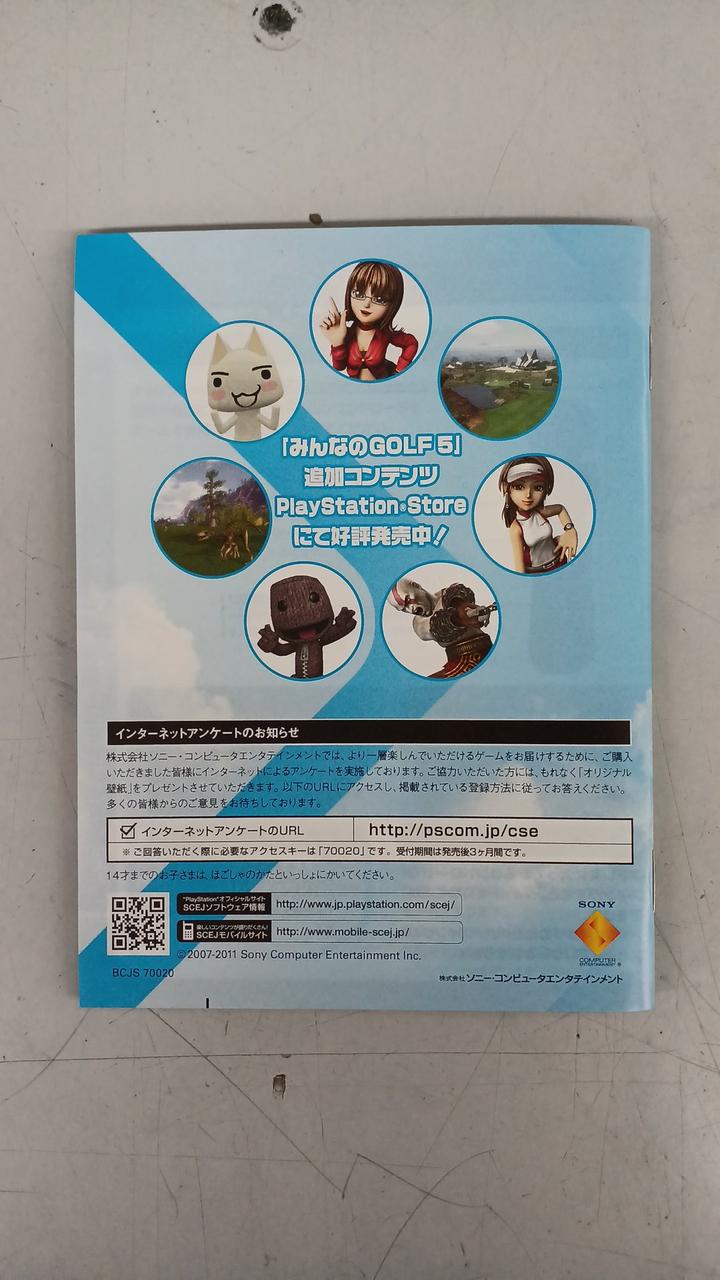 「みんなのGOLF 5」
追加コンテンツ
PlayStation®Store
にて好評発売中!
インターネットアンケートのお知らせ
株式会社ソニー・コンピュータエンタテインメントでは、より一層楽しんでいただけるゲームをお届けするために、ご購入
いただきました皆様にインターネットによるアンケートを実施しております。ご協力いただいた方には、もれなく「オリジナル
壁紙」をプレゼントさせていただきます。以下のURLにアクセスし、掲載されている登録方法に従ってお答えください。
多くの皆様からのご意見をお待ちしております。
インターネットアンケートのURL http://pscom.jp/cse
※ ご回答いただく際に必要なアクセスキーは「70020」です。受付期間は発売後3ヶ月間です。
14才までのお子さまは、ほごしゃのかたといっしょにかいてください。
"PlayStation"オフィシャルサイト
SCEJソフトウェア情報 http://www.jp.playstation.com/scej/
楽しいコンテンツが盛りだくさん!
SCEJモバイルサイト http://www.mobile-scej.jp/
©2007-2011 Sony Computer Entertainment Inc.
BCJS 70020
SONY
COMPUTER
ENTERTAINMENT®
株式会社 ソニー・コンピュータエンタテインメント